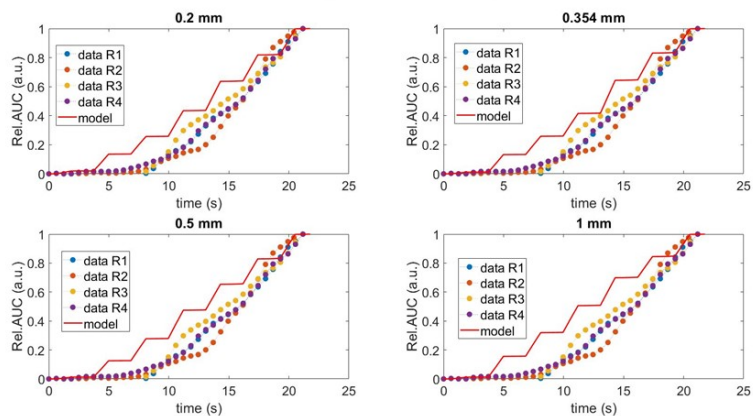 0.2 mm
1
0.8
0.6
0.4
0.2
0
Rel.AUC (a.u.)
data R1
data R2
data R3
data R4
model
0 5 10 15 20 25
time (s)
0.354 mm
1
0.8
0.6
0.4
0.2
0
Rel.AUC (a.u.)
data R1
data R2
data R3
data R4
model
0 5 10 15 20 25
time (s)
0.5 mm
1
0.8
0.6
0.4
0.2
0
Rel.AUC (a.u.)
data R1
data R2
data R3
data R4
model
0 5 10 15 20 25
time (s)
1 mm
1
0.8
0.6
0.4
0.2
0
Rel.AUC (a.u.)
data R1
data R2
data R3
data R4
model
0 5 10 15 20 25
time (s)